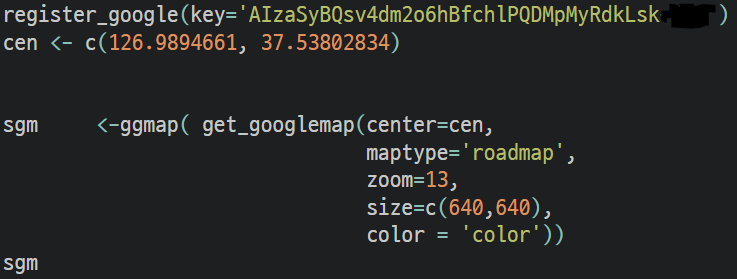 register_google(key='AIzaSyBQsv4dm2o6hBfchlPQDMpMyRdkLsk )
cen <- c(126.9894661, 37.53802834)
sgm <-ggmap( get_googlemap(center=cen,
maptype='roadmap',
zoom=13,
size=c(640,640),
color = 'color'))
sgm